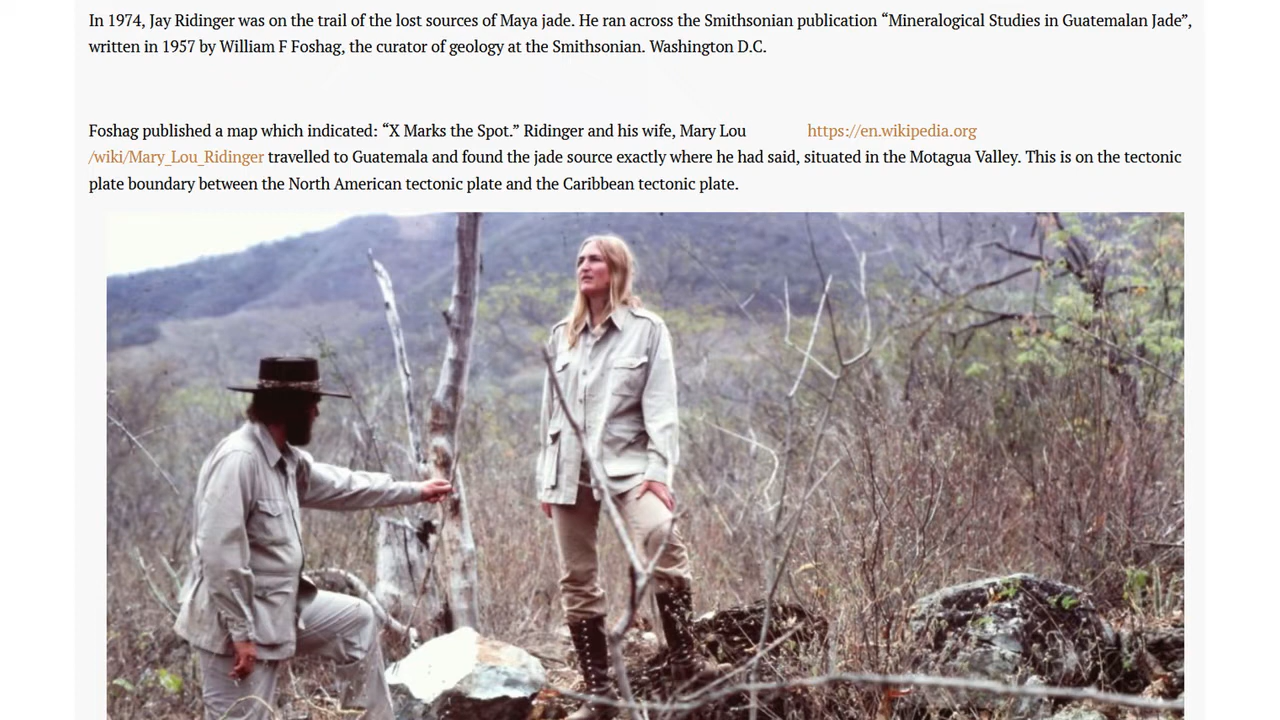 In 1974, Jay Ridinger was on the trail of the lost sources of Maya jade. He ran across the Smithsonian publication “Mineralogical Studies in Guatemalan Jade”,
written in 1957 by William F Foshag, the curator of geology at the Smithsonian. Washington D.C.
Foshag published a map which indicated: “X Marks the Spot.” Ridinger and his wife, Mary Lou https://en.wikipedia.org
/wiki/Mary_Lou_Ridinger travelled to Guatemala and found the jade source exactly where he had said, situated in the Motagua Valley. This is on the tectonic
plate boundary between the North American tectonic plate and the Caribbean tectonic plate.